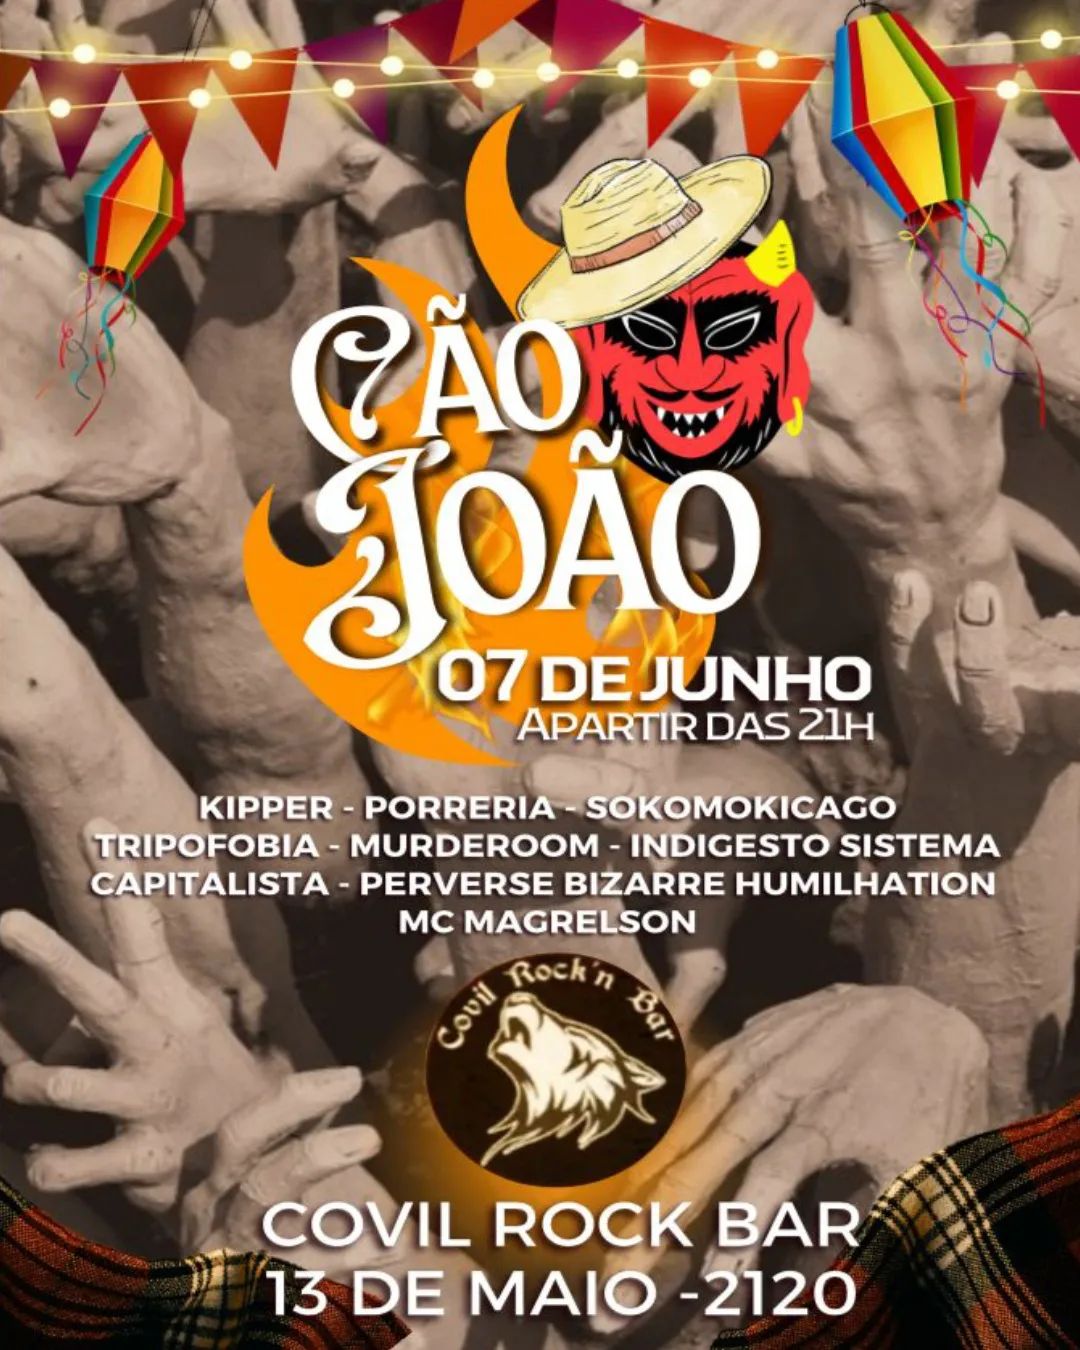 CÃO
JOÃO
07 DE JUNHO
APARTIR DAS 21H
KIPPER - PORRERIA - SOKOMOKICAGO
TRIPOFOBIA - MURDEROOM - INDIGESTO SISTEMA
CAPITALISTA - PERVERSE BIZARRE HUMILHATION
MC MAGRELSON
Covil Rock'n Bar
COVIL ROCK BAR
13 DE MAIO -2120